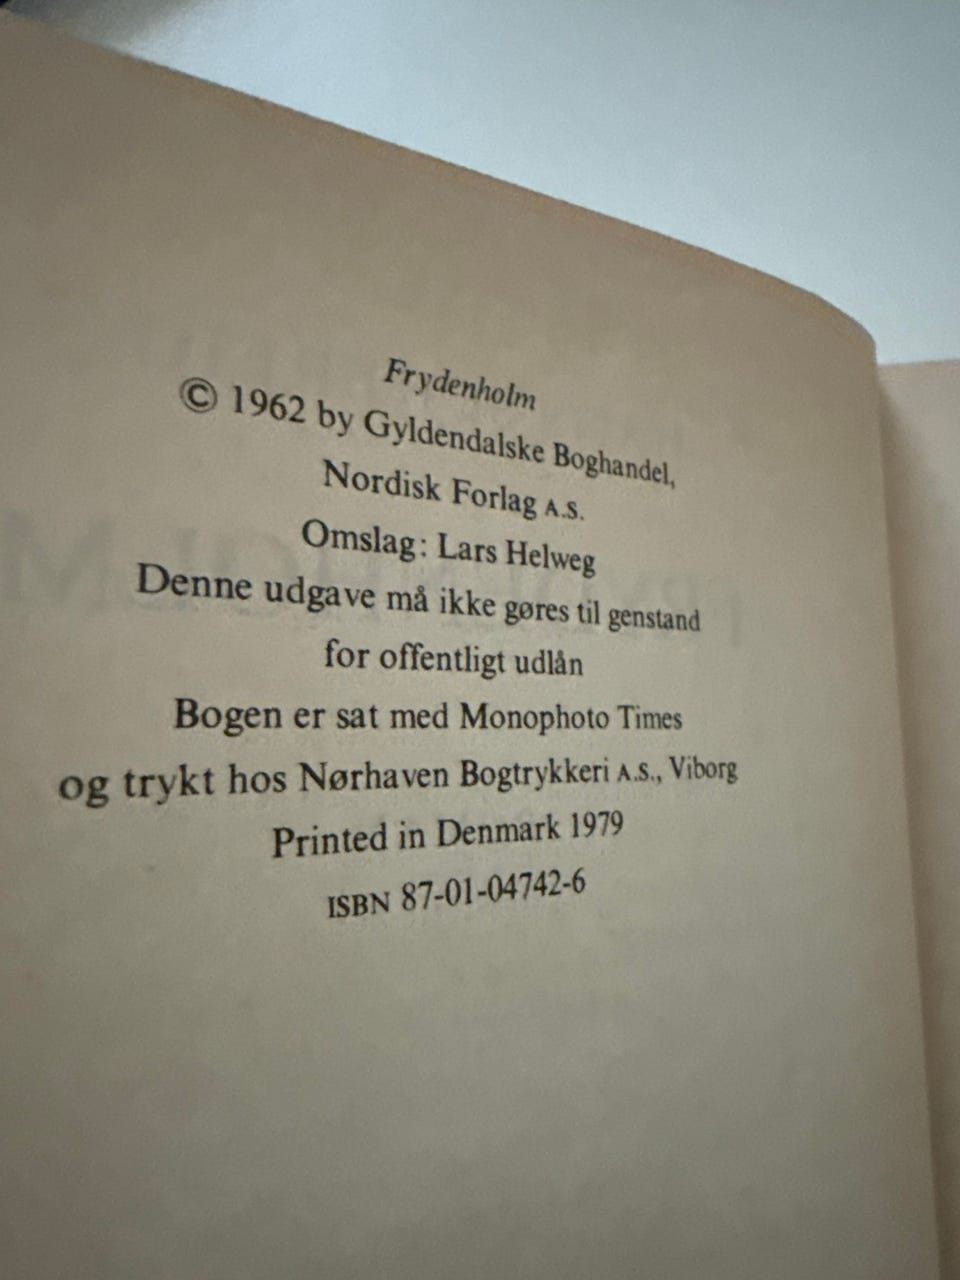 Frydenholm
© 1962 by Gyldendalske Boghandel,
Nordisk Forlag A.S.
Omslag: Lars Helweg
Denne udgave må ikke gøres til genstand
for offentligt udlån
Bogen er sat med Monophoto Times
og trykt hos Nørhaven Bogtrykkeri A.S., Viborg
Printed in Denmark 1979
ISBN 87-01-04742-6